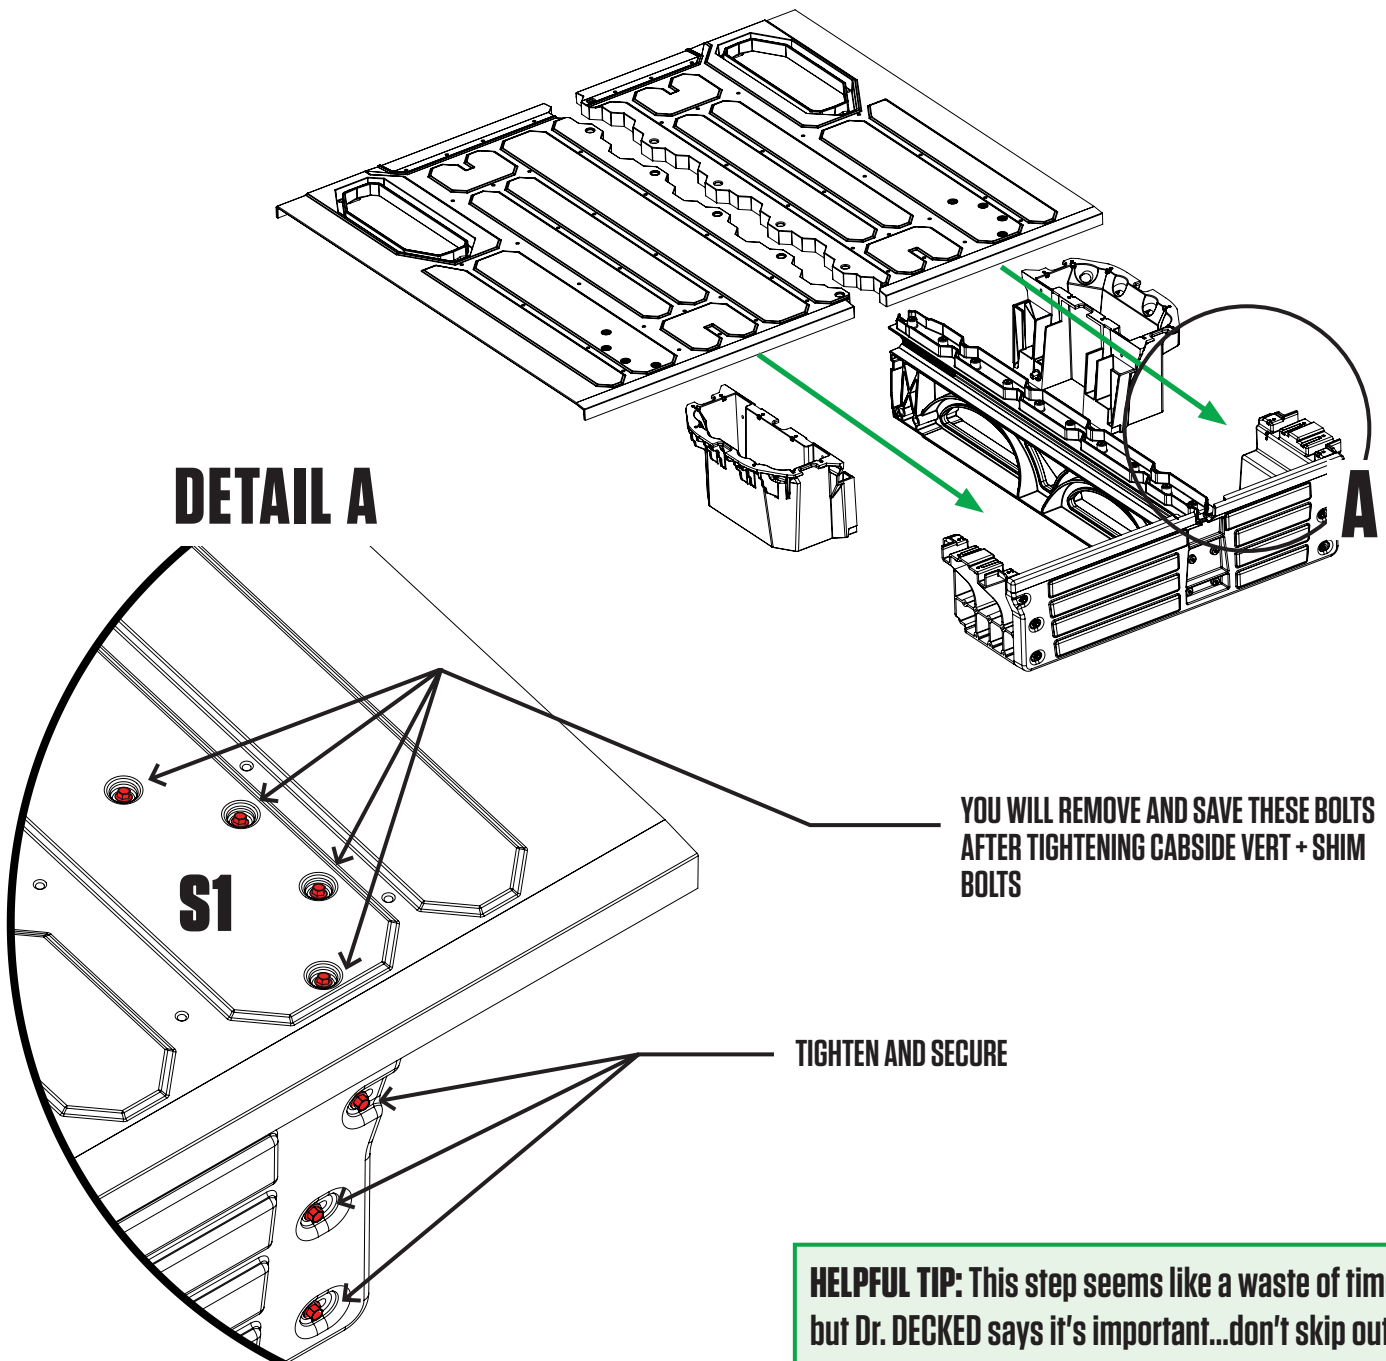 A
DETAIL A
S1
YOU WILL REMOVE AND SAVE THESE BOLTS
AFTER TIGHTENING CABSIDE VERT + SHIM
BOLTS
TIGHTEN AND SECURE
HELPFUL TIP: This step seems like a waste of tim
but Dr. DECKED says it's important...don't skip out